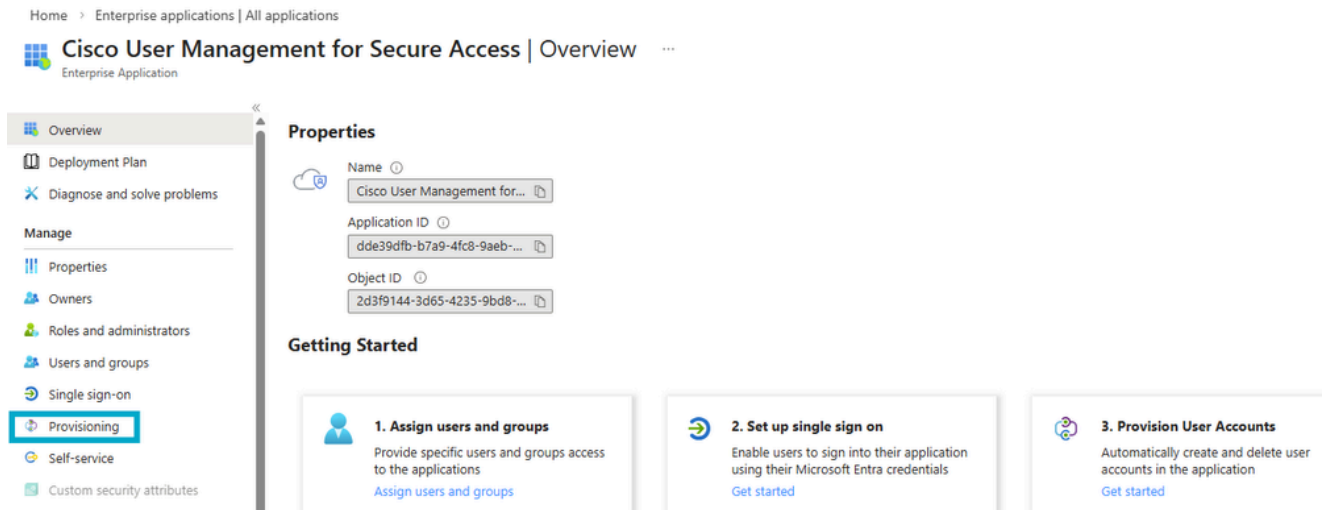 Home > Enterprise applications | All applications
Cisco User Management for Secure Access | Overview ...
Enterprise Application
«
Overview
Deployment Plan
Diagnose and solve problems
Manage
Properties
Owners
Roles and administrators
Users and groups
Single sign-on
Provisioning
Self-service
Custom security attributes
Properties
Name
Cisco User Management for...
Application ID
dde39dfb-b7a9-4fc8-9aeb-...
Object ID
2d3f9144-3d65-4235-9bd8-...
Getting Started
1. Assign users and groups
Provide specific users and groups access
to the applications
Assign users and groups
2. Set up single sign on
Enable users to sign into their application
using their Microsoft Entra credentials
Get started
3. Provision User Accounts
Automatically create and delete user
accounts in the application
Get started